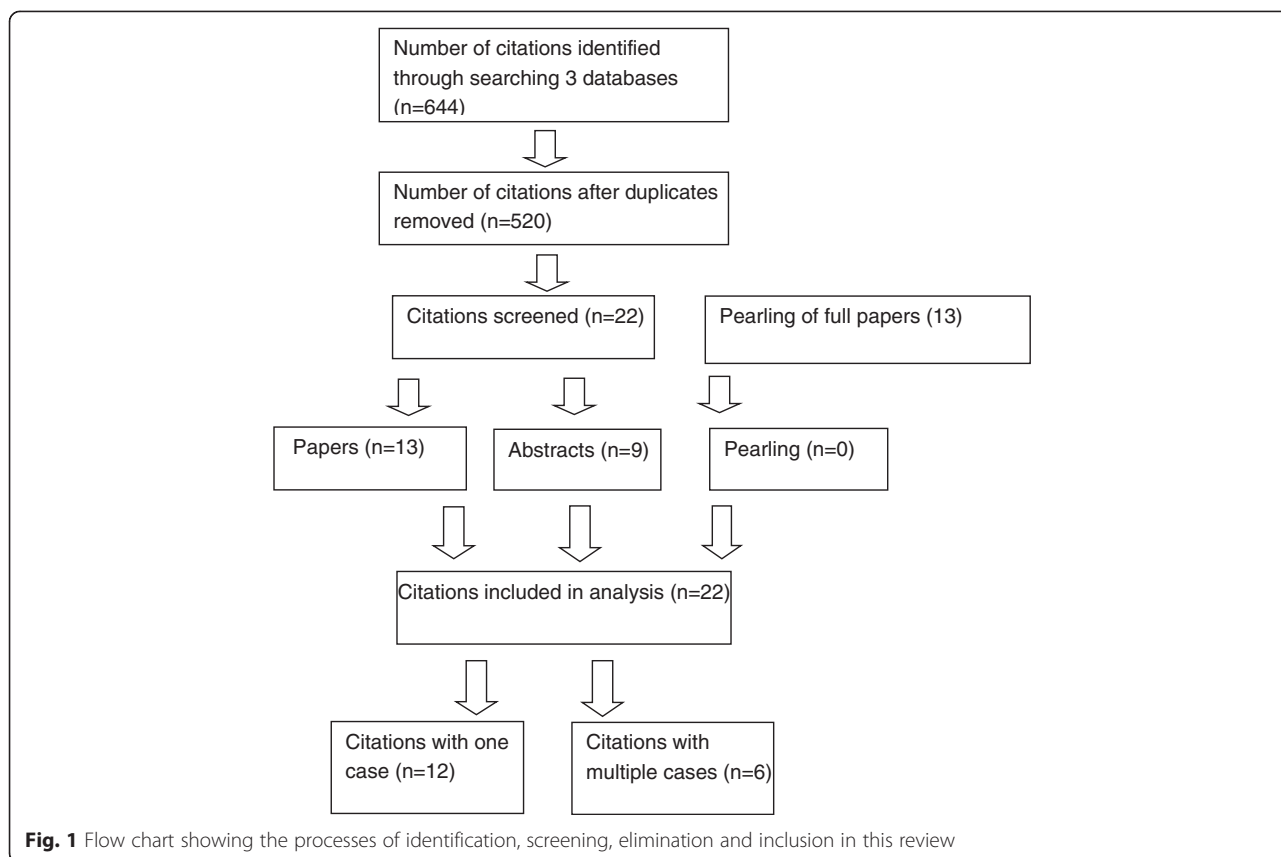 Number of citations identified
through searching 3 databases
(n=644)
Number of citations after duplicates
removed (n=520)
Citations screened (n=22)
Pearling of full papers (13)
Papers (n=13)
Abstracts (n=9)
Pearling (n=0)
Citations included in analysis (n=22)
Citations with one
case (n=12)
Citations with
multiple cases (n=6)
Fig. 1 Flow chart showing the processes of identification, screening, elimination and inclusion in this review